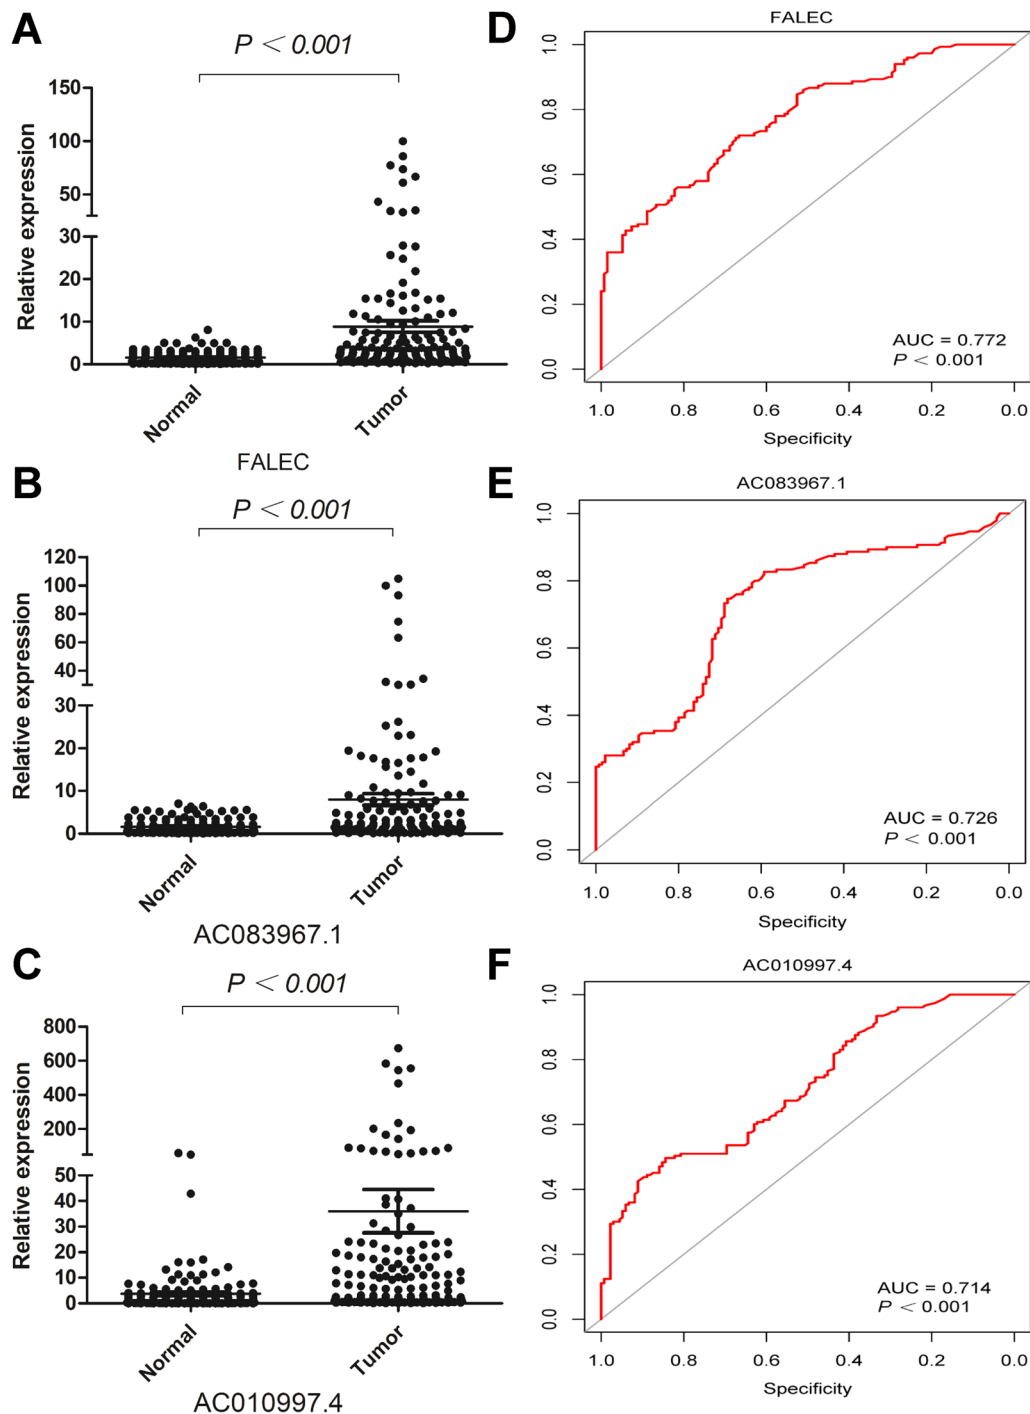 A
P < 0.001
Relative expression
150
100
50
30
20
10
0
Normal
Tumor
FALEC
B
P < 0.001
Relative expression
120
100
80
60
40
30
20
10
0
Normal
Tumor
AC083967.1
C
P < 0.001
Relative expression
800
600
400
200
50
40
30
20
10
0
Normal
Tumor
AC010997.4
D
FALEC
1.0
0.8
0.6
0.4
0.2
0.0
AUC = 0.772
P < 0.001
1.0 0.8 0.6 0.4 0.2 0.0
Specificity
E
AC083967.1
1.0
0.8
0.6
0.4
0.2
0.0
AUC = 0.726
P < 0.001
1.0 0.8 0.6 0.4 0.2 0.0
Specificity
F
AC010997.4
1.0
0.8
0.6
0.4
0.2
0.0
AUC = 0.714
P < 0.001
1.0 0.8 0.6 0.4 0.2 0.0
Specificity